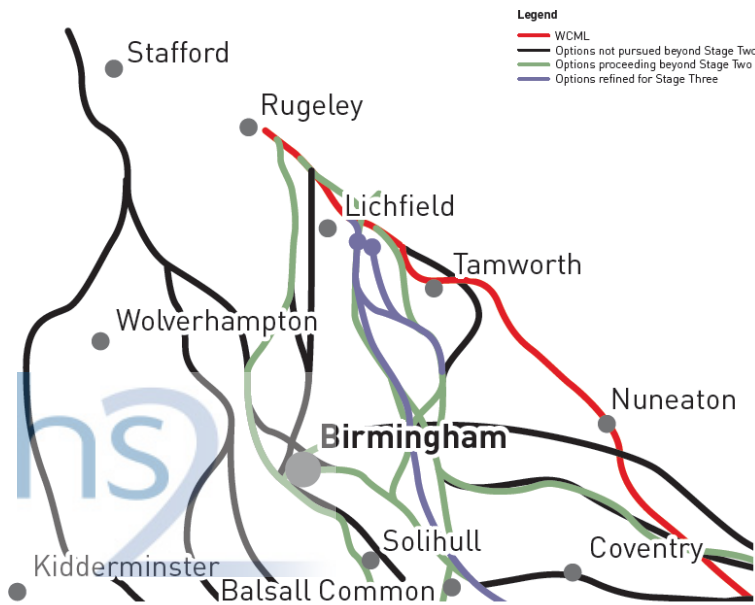 Legend
WCML
Options not pursued beyond Stage Two
Options proceeding beyond Stage Two
Options refined for Stage Three
Stafford
Rugeley
Lichfield
Tamworth
Wolverhampton
Nuneaton
Birmingham
hs2
Solihull
Coventry
Kidderminster
Balsall Common